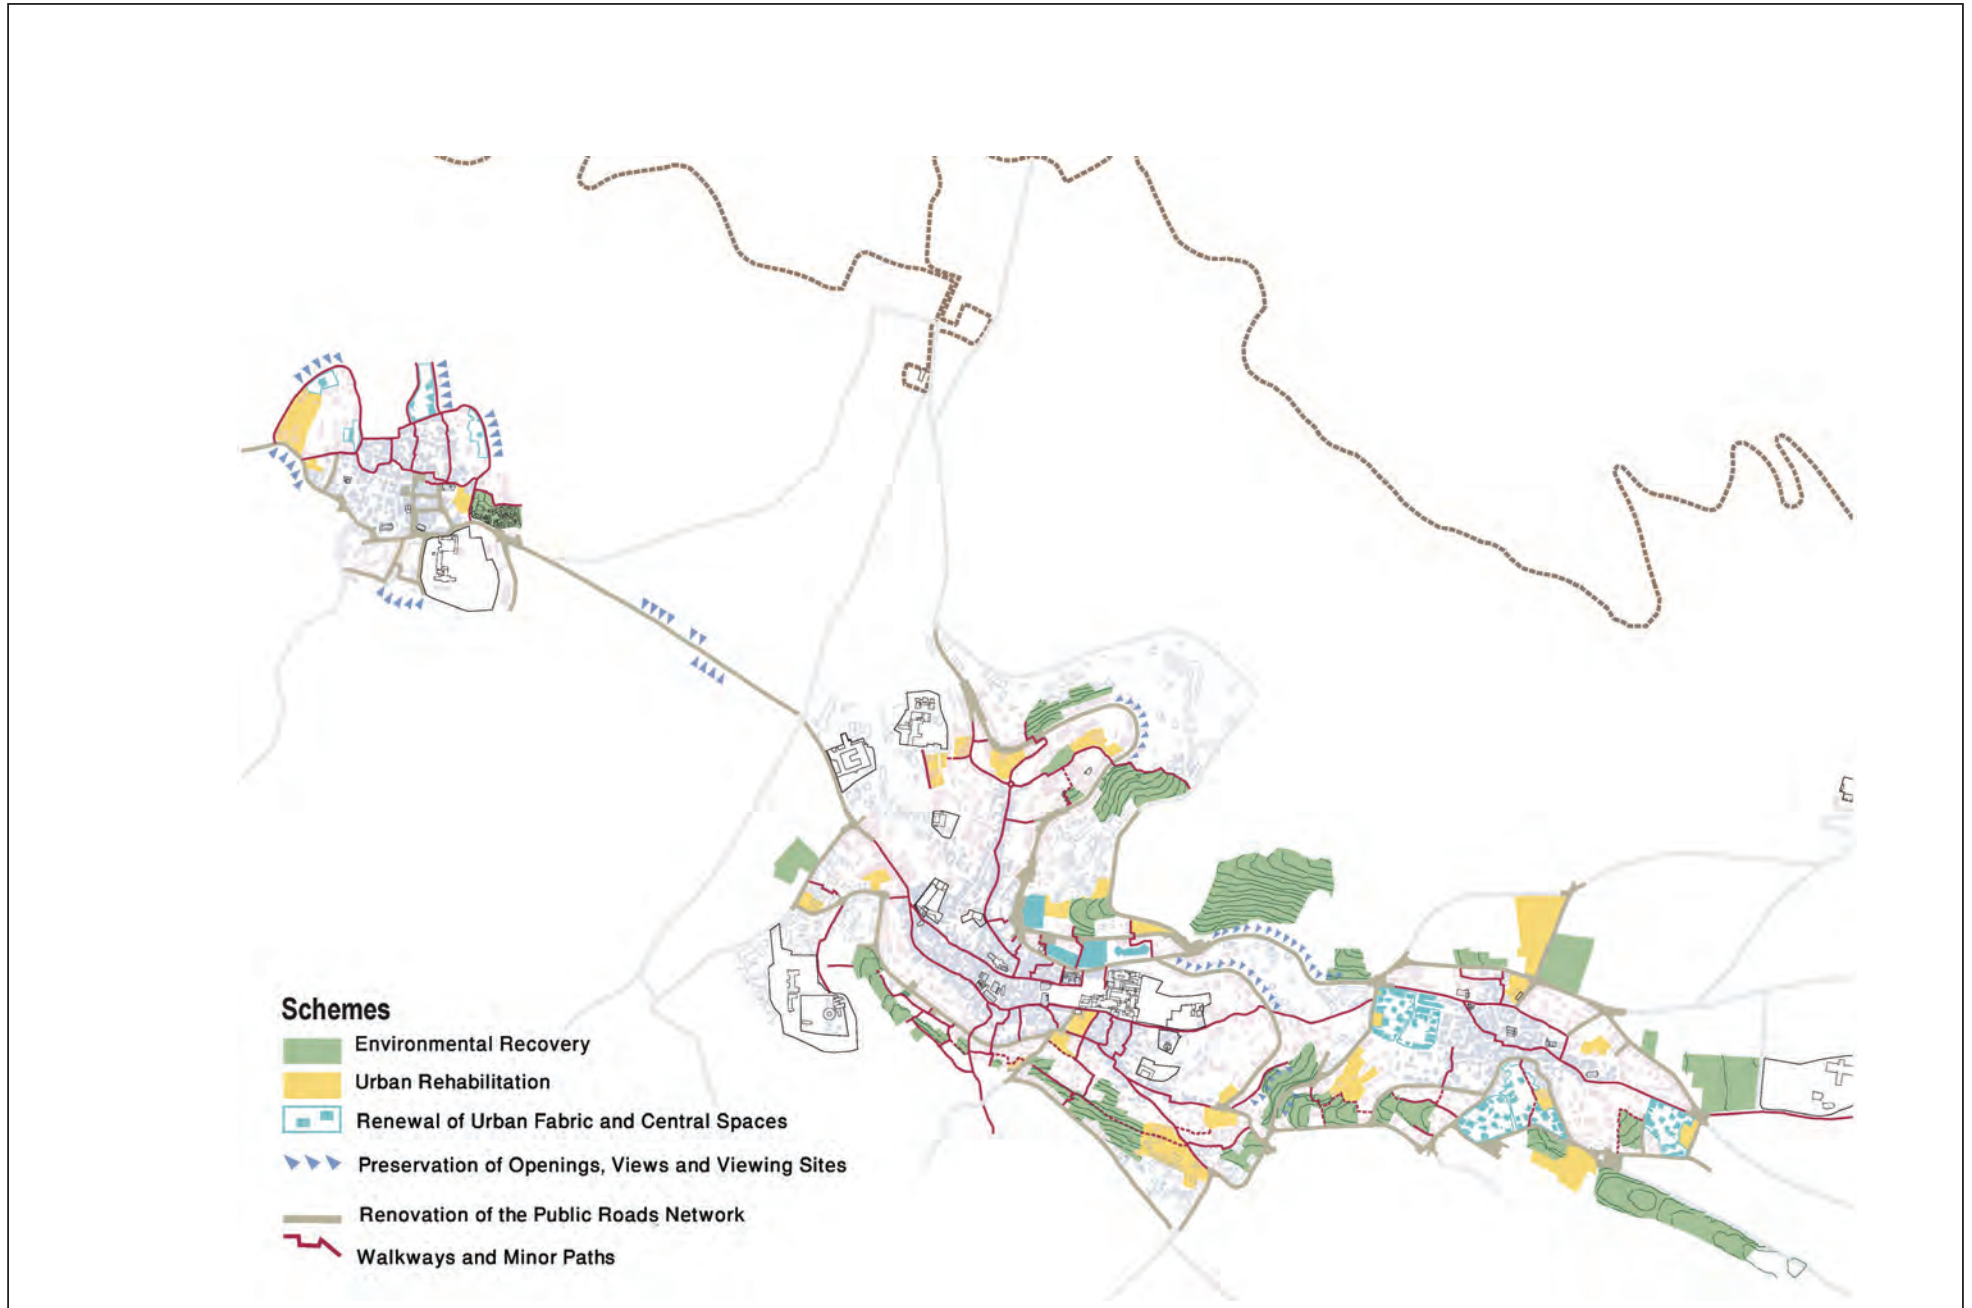 Schemes
Environmental Recovery
Urban Rehabilitation
Renewal of Urban Fabric and Central Spaces
Preservation of Openings, Views and Viewing Sites
Renovation of the Public Roads Network
Walkways and Minor Paths